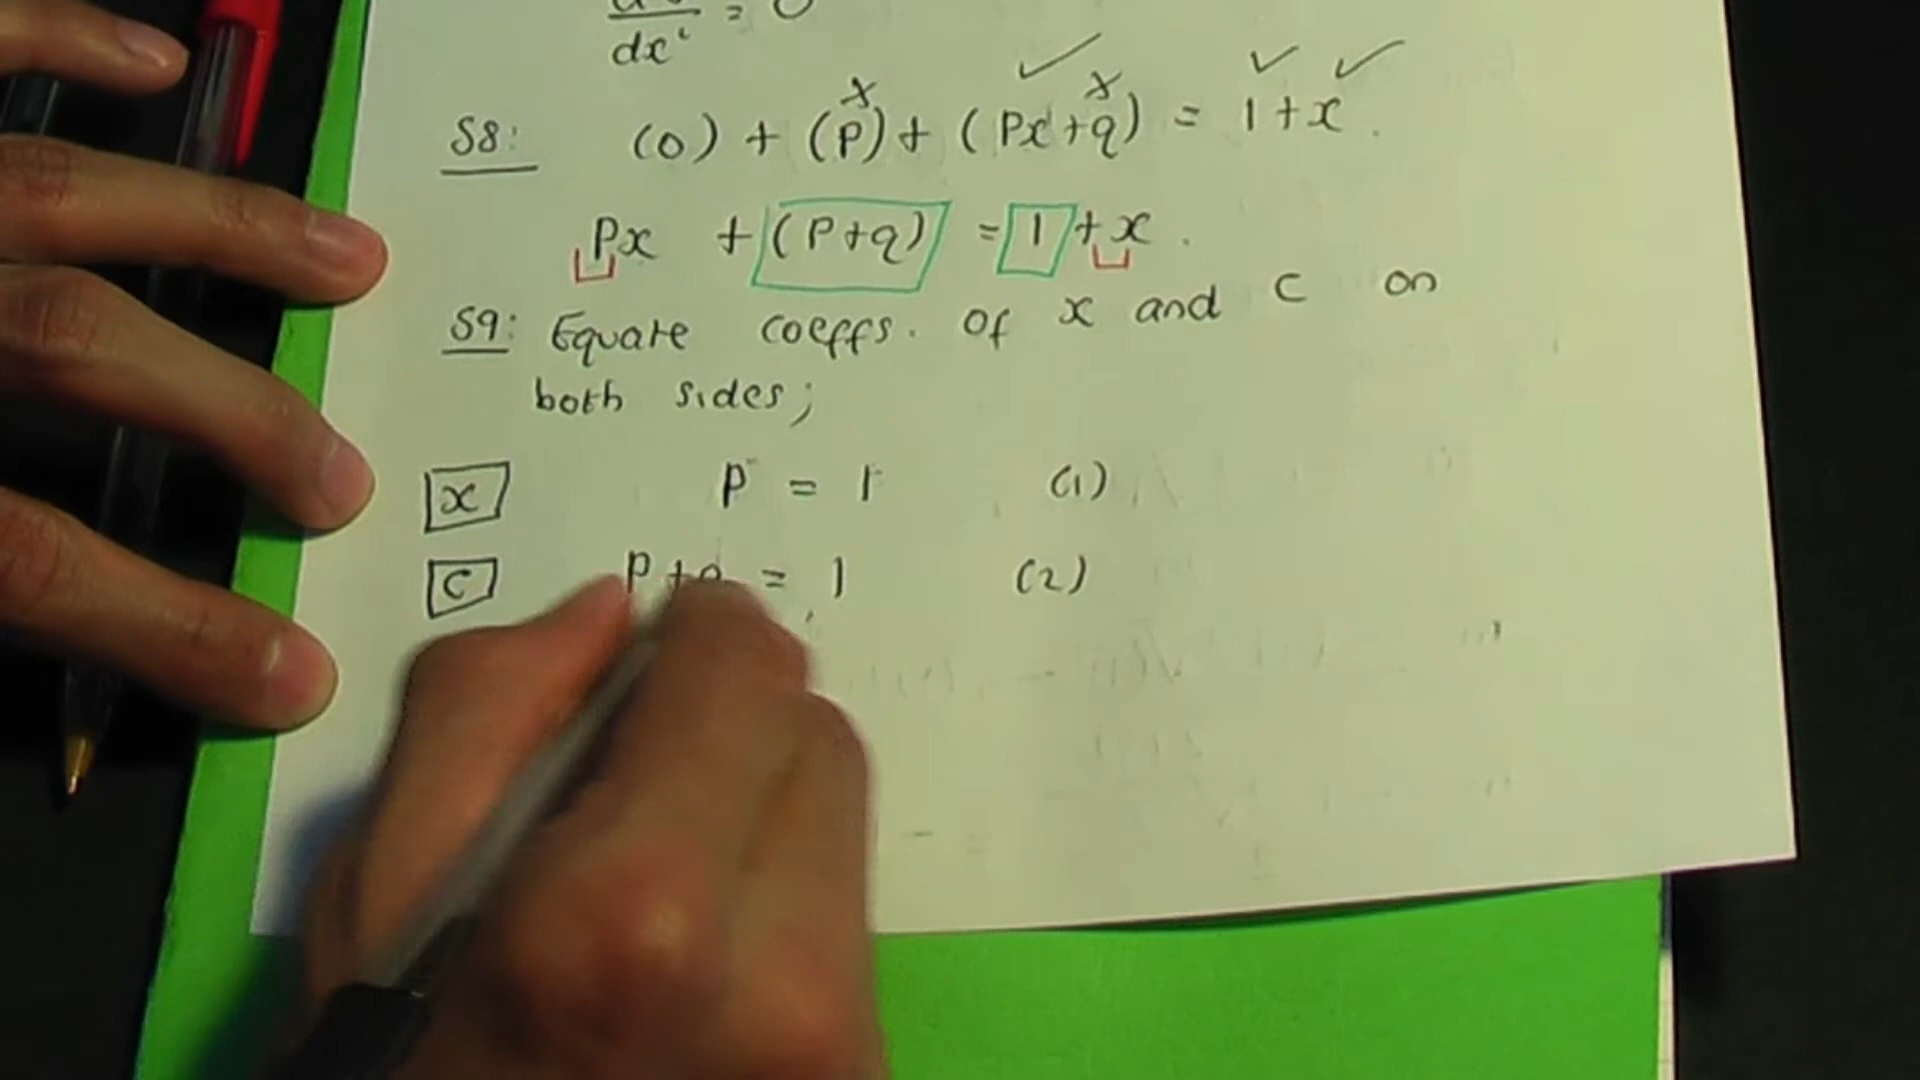 dx² = 0
S8: (0) + (P) + (Px+q) = 1+x.
Px + (P+q) = 1 + x.
S9: Equate coeffs. of x and c on
both sides;
x P = 1 (1)
c P+q = 1 (2)